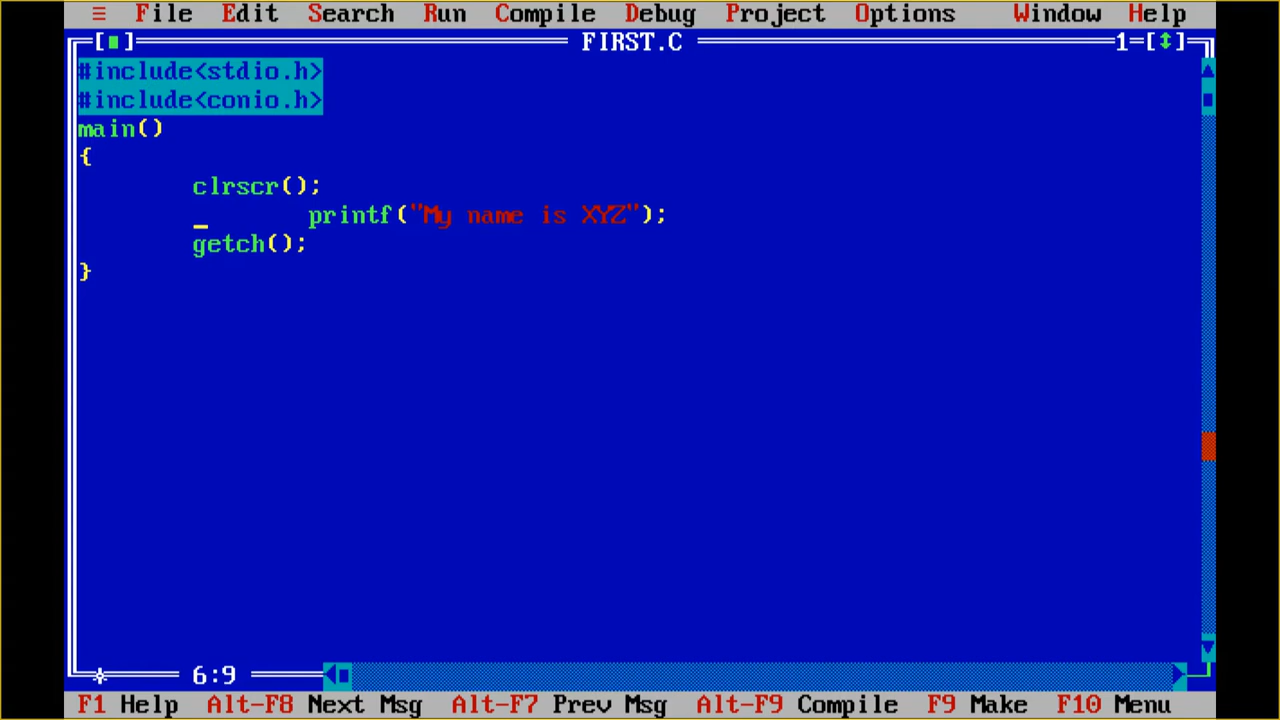 ≡ File Edit Search Run Compile Debug Project Options Window Help
[■] FIRST.C 1=[↕]
#include<stdio.h>
#include<conio.h>
main()
{
        clrscr();
                printf("My name is XYZ");
        getch();
}
6:9
F1 Help Alt-F8 Next Msg Alt-F7 Prev Msg Alt-F9 Compile F9 Make F10 Menu